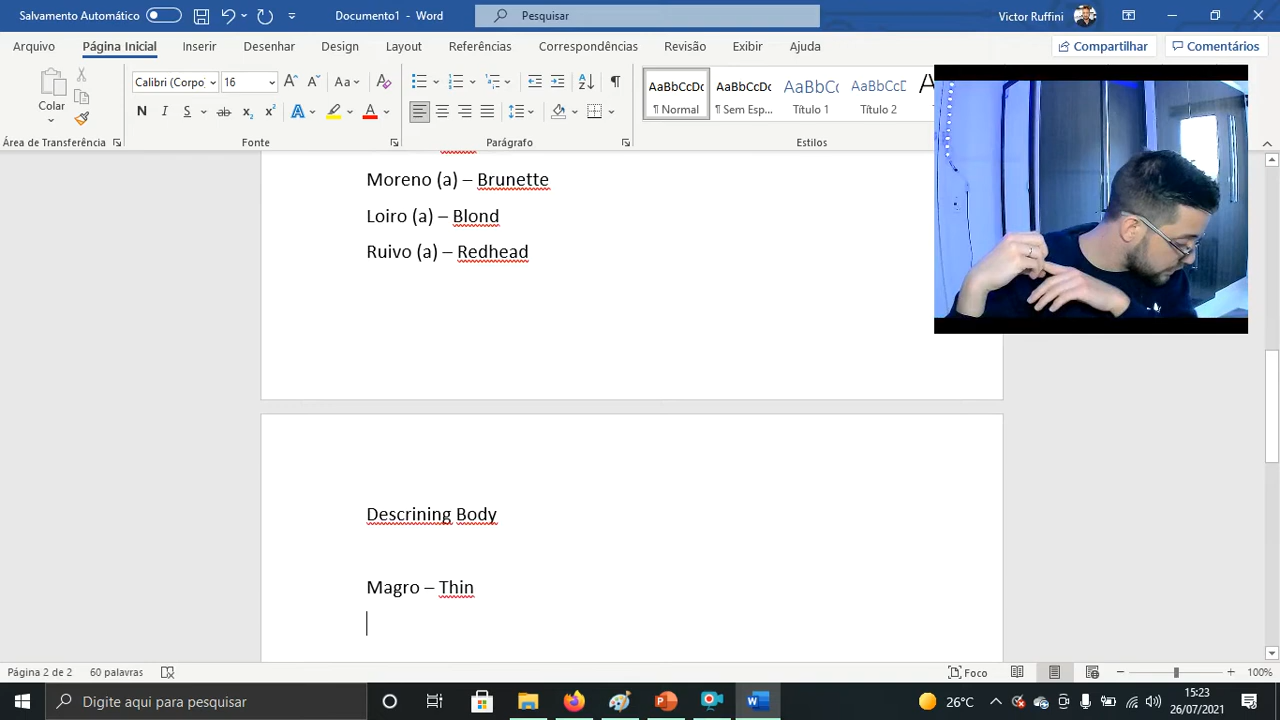 Salvamento Automático Documento1 - Word Pesquisar Victor Ruffini
Arquivo Página Inicial Inserir Desenhar Design Layout Referências Correspondências Revisão Exibir Ajuda Compartilhar Comentários
Colar
Calibri (Corpo 16
Área de Transferência Fonte Parágrafo Estilos
AaBbCcDc AaBbCcDc AaBbCc AaBbCcD
¶ Normal ¶ Sem Esp... Título 1 Título 2
Moreno (a) – Brunette
Loiro (a) – Blond
Ruivo (a) – Redhead
Descrining Body
Magro – Thin
Página 2 de 2 60 palavras Foco 100%
Digite aqui para pesquisar 26°C 15:23
26/07/2021